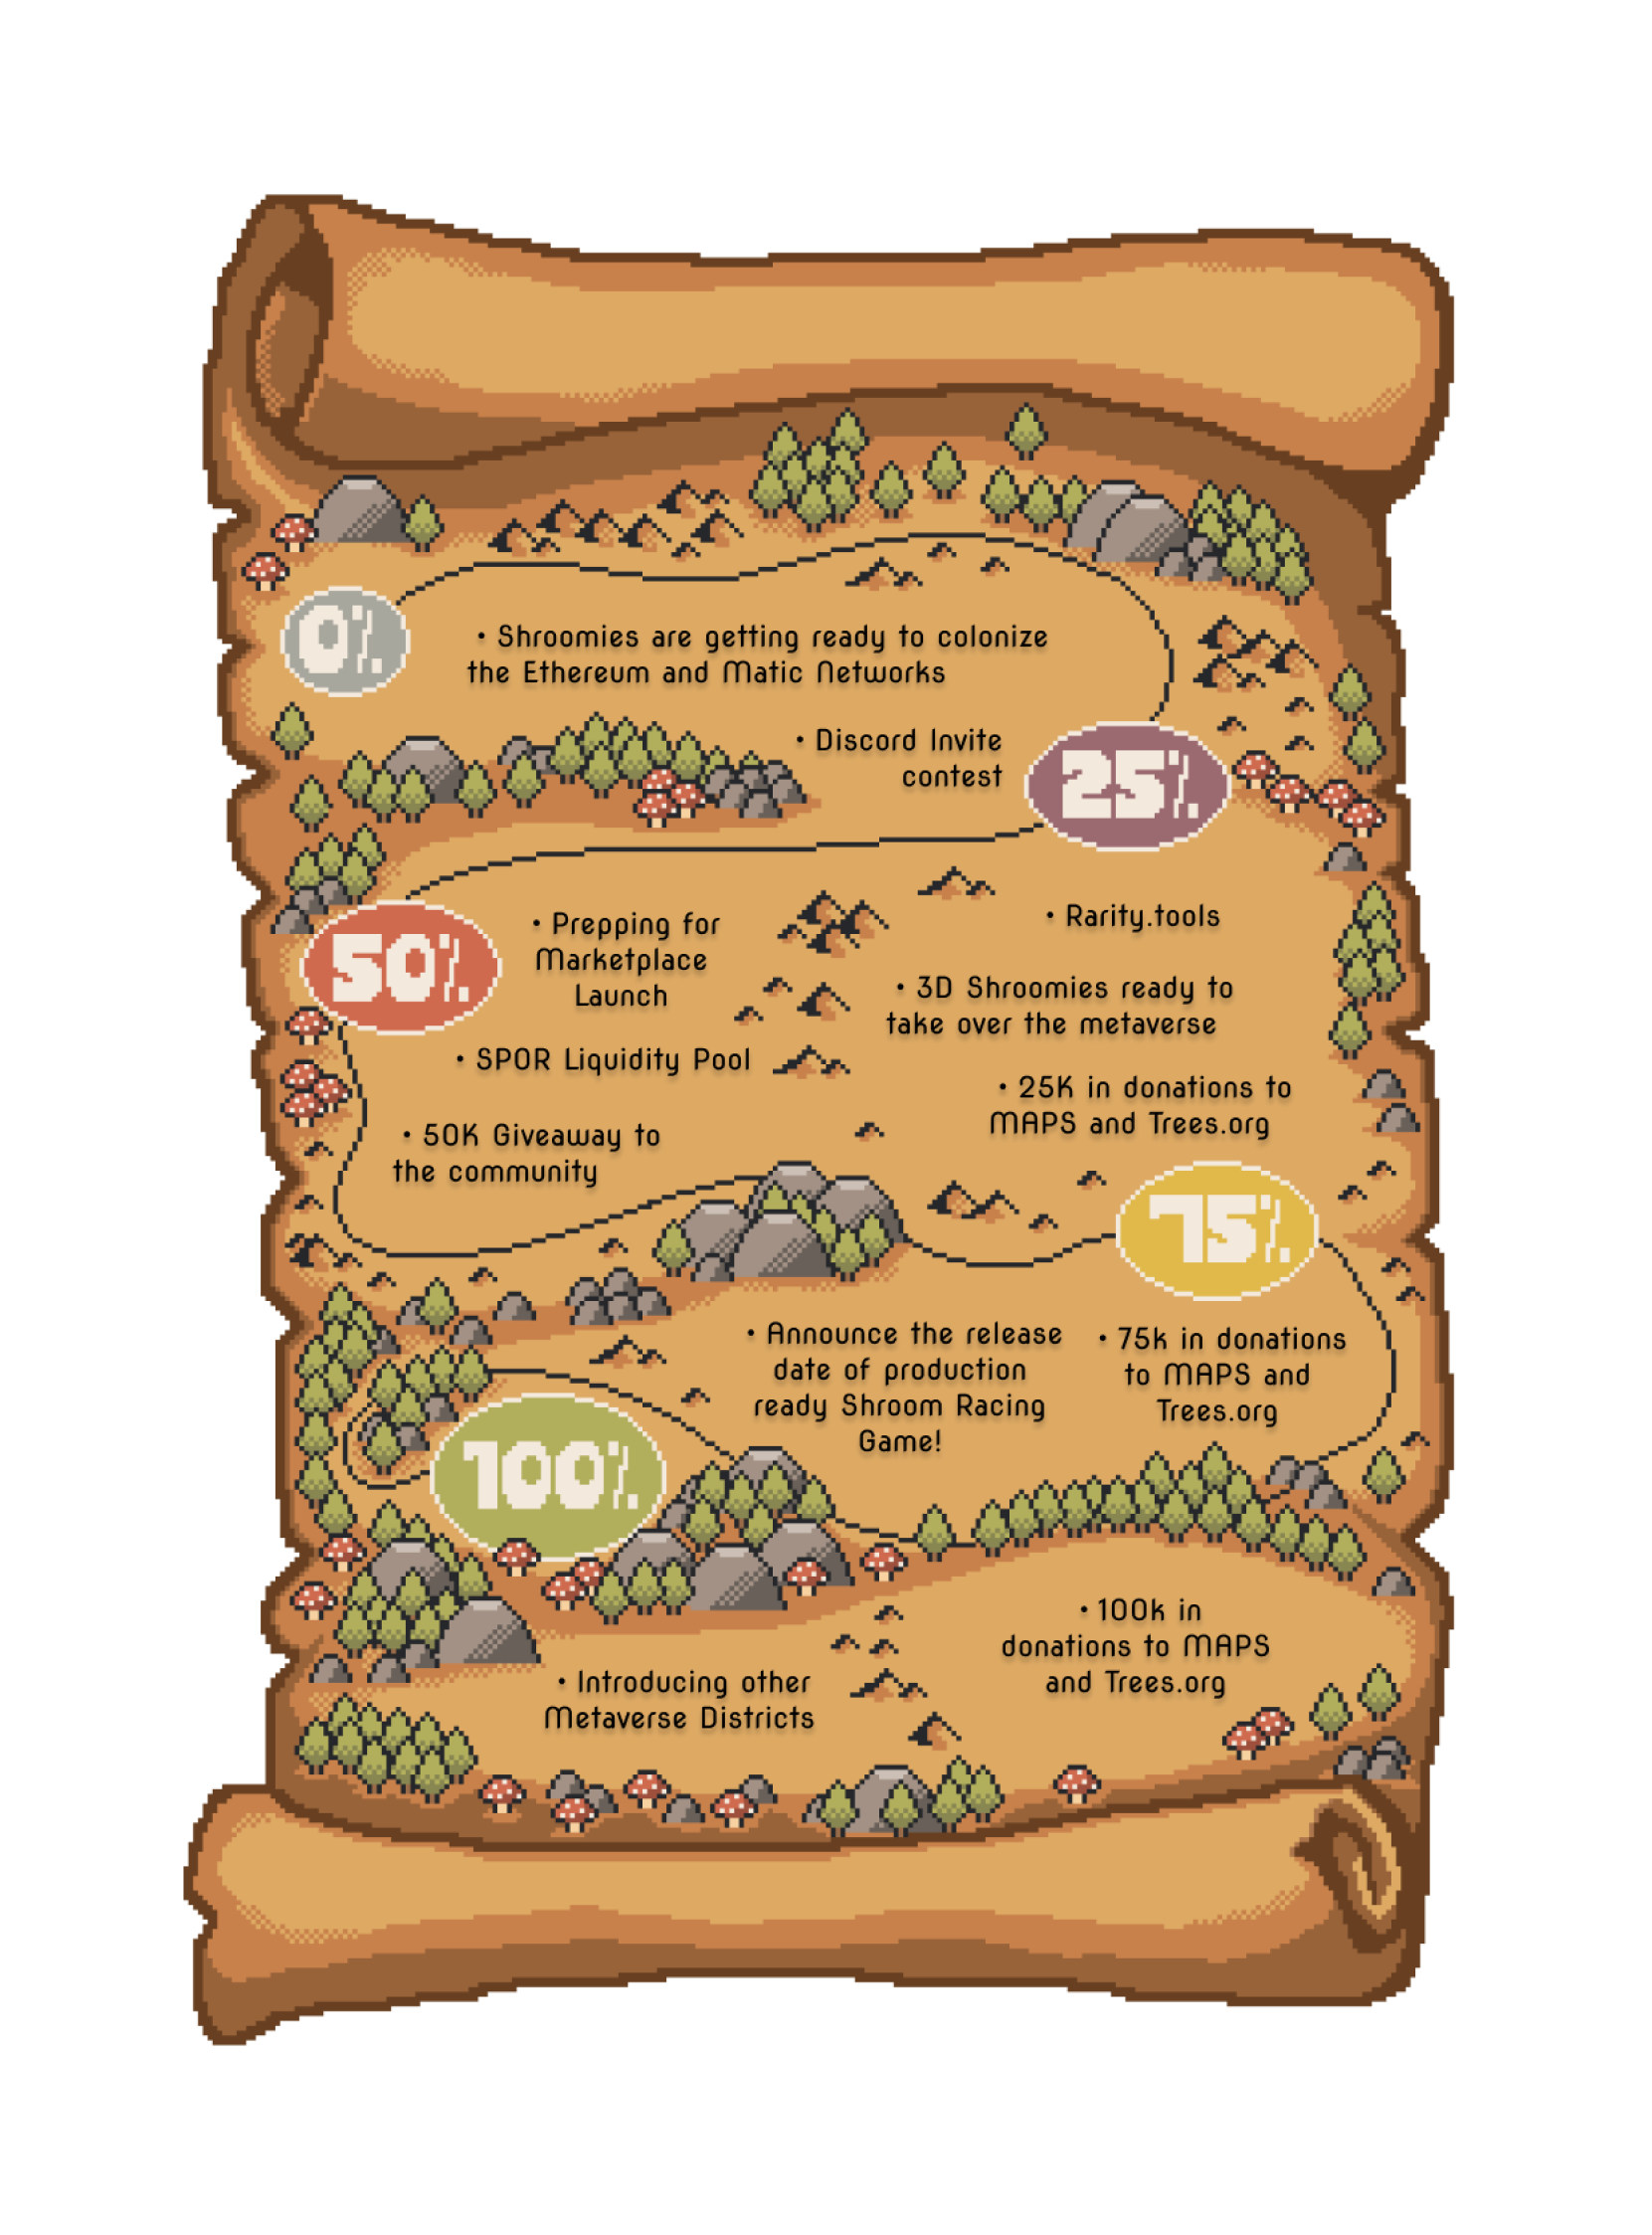 0%
• Shroomies are getting ready to colonize
the Ethereum and Matic Networks
• Discord Invite
contest
25%
50%
• Prepping for
Marketplace
Launch
• SPOR Liquidity Pool
• 50K Giveaway to
the community
• Rarity.tools
• 3D Shroomies ready to
take over the metaverse
• 25K in donations to
MAPS and Trees.org
75%
• Announce the release
date of production
ready Shroom Racing
Game!
• 75k in donations
to MAPS and
Trees.org
100%
• Introducing other
Metaverse Districts
• 100k in
donations to MAPS
and Trees.org